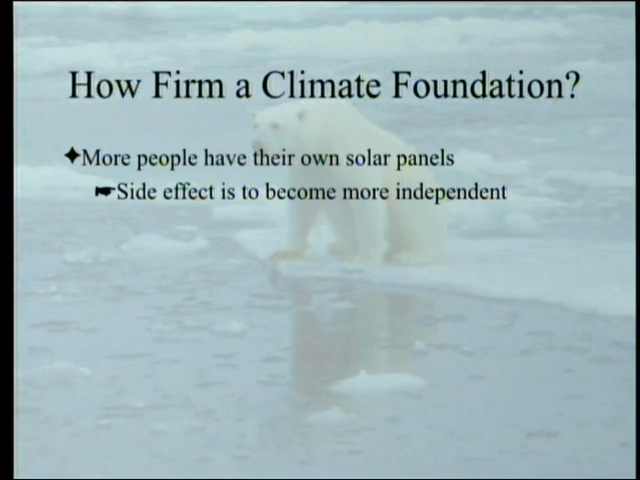 How Firm a Climate Foundation?
More people have their own solar panels
Side effect is to become more independent